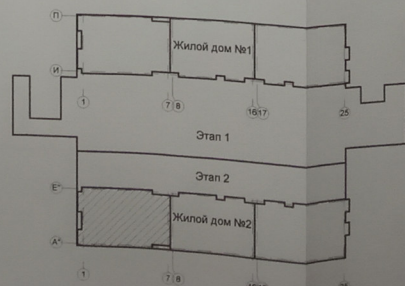 П
Жилой дом №1
И
1
7 8
16 17
25
Этап 1
Этап 2
Е"
Жилой дом №2
А"
1
7 8